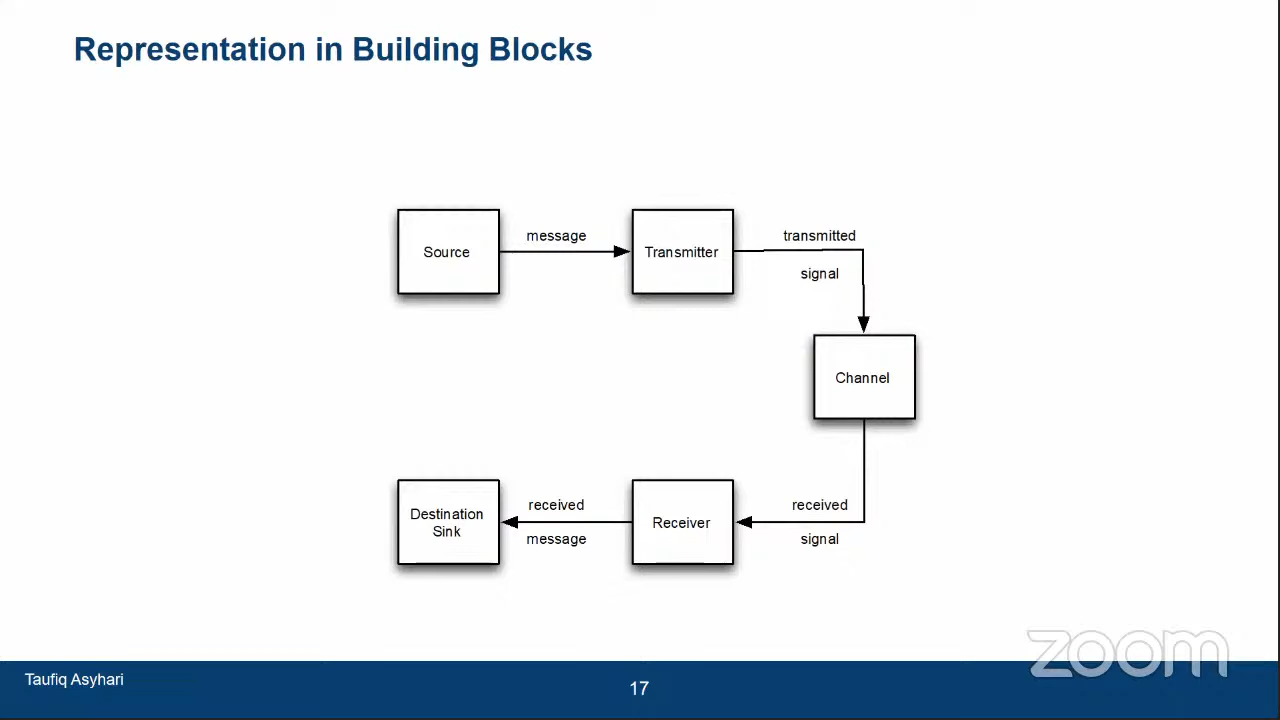 Representation in Building Blocks
Source
message
Transmitter
transmitted
signal
Channel
Destination
Sink
received
message
Receiver
received
signal
zoom
Taufiq Asyhari
17